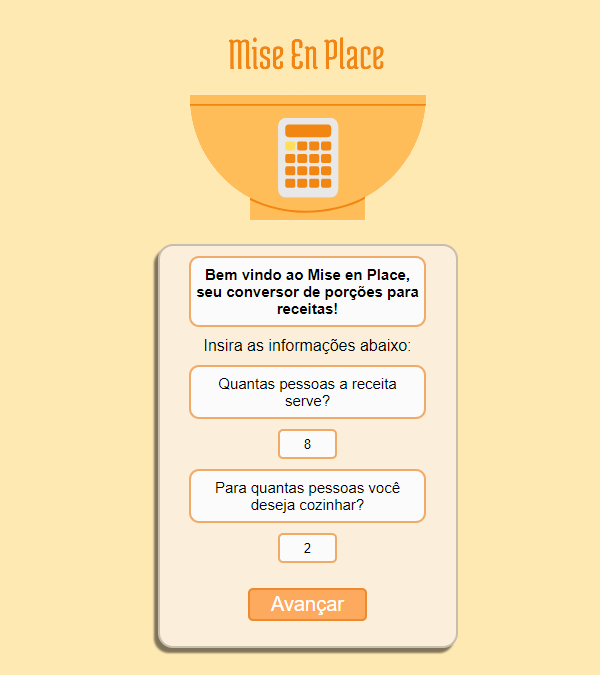 Mise En Place
Bem vindo ao Mise en Place,
seu conversor de porções para
receitas!
Insira as informações abaixo:
Quantas pessoas a receita
serve?
8
Para quantas pessoas você
deseja cozinhar?
2
Avançar